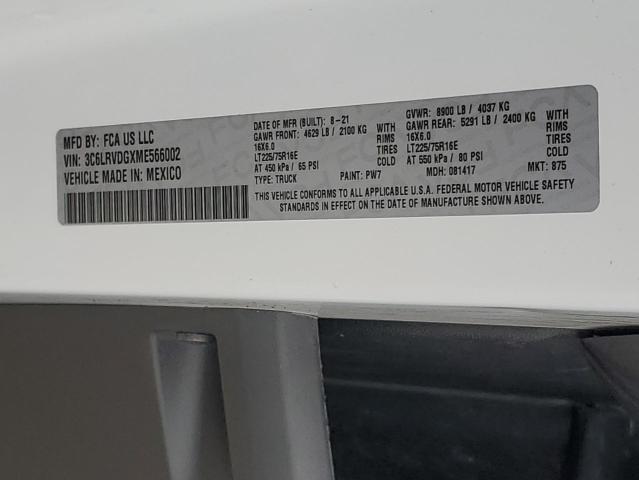 MFD BY: FCA US LLC
VIN: 3C6LRVDGXME566002
VEHICLE MADE IN: MEXICO
DATE OF MFR (BUILT): 8-21
GAWR FRONT: 4629 LB / 2100 KG WITH
16X6.0 RIMS
LT225/75R16E TIRES
AT 450 kPa / 65 PSI COLD
TYPE: TRUCK PAINT: PW7
GVWR: 8900 LB / 4037 KG
GAWR REAR: 5291 LB / 2400 KG WITH
16X6.0 RIMS
LT225/75R16E TIRES
AT 550 kPa / 80 PSI COLD
MDH: 081417 MKT: 875
THIS VEHICLE CONFORMS TO ALL APPLICABLE U.S.A. FEDERAL MOTOR VEHICLE SAFETY
STANDARDS IN EFFECT ON THE DATE OF MANUFACTURE SHOWN ABOVE.